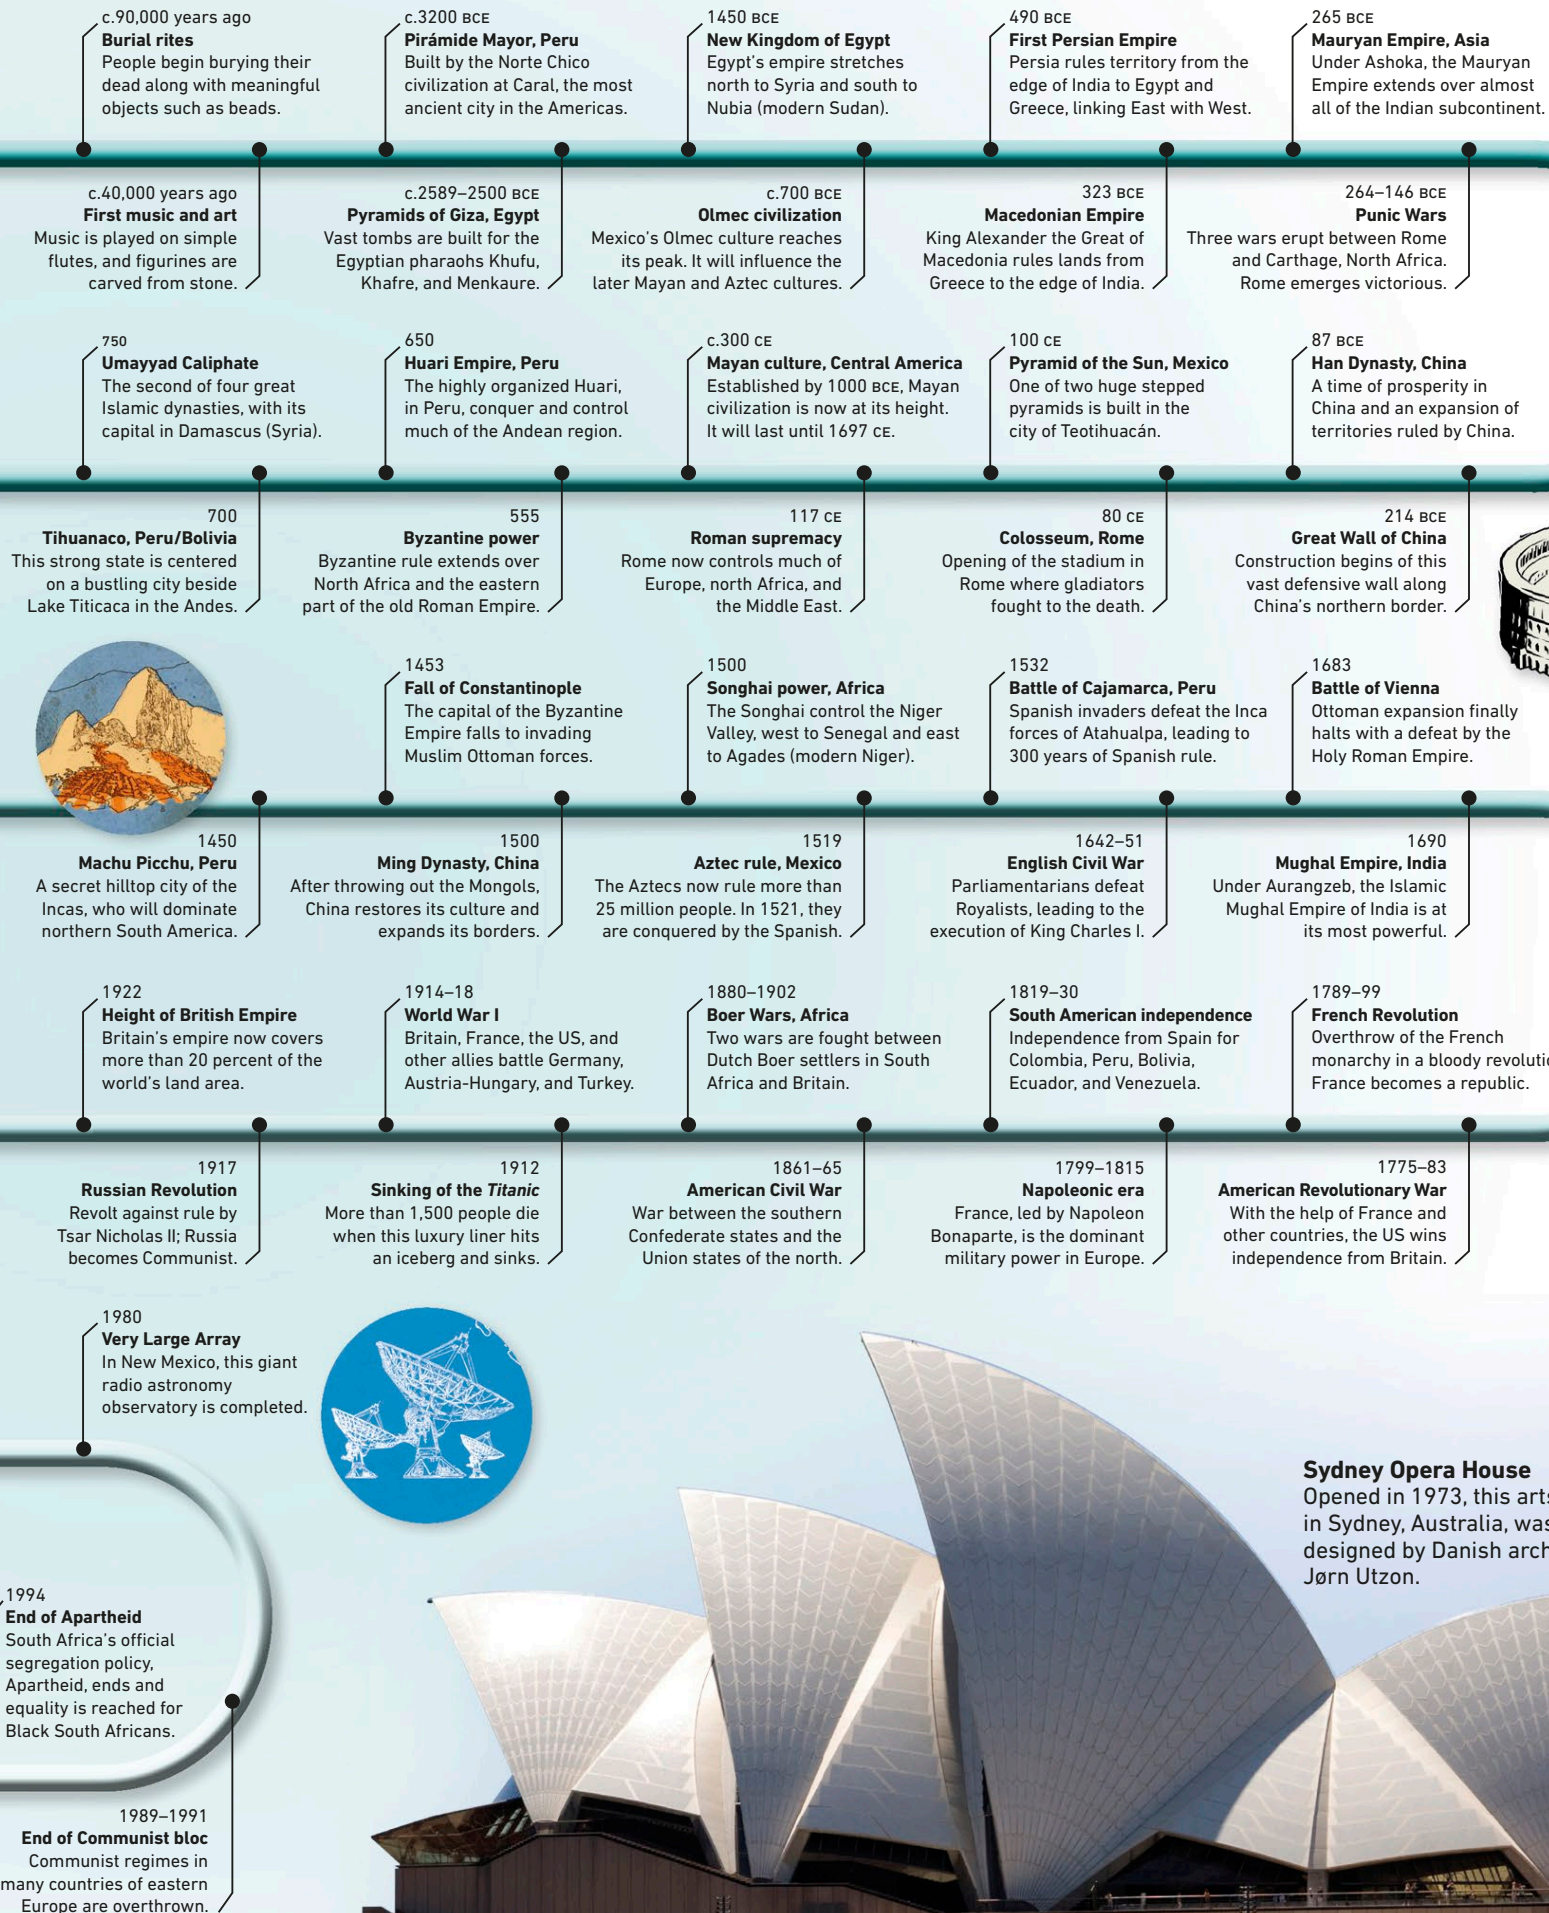 c.90,000 years ago
Burial rites
People begin burying their
dead along with meaningful
objects such as beads.
c.3200 BCE
Pirámide Mayor, Peru
Built by the Norte Chico
civilization at Caral, the most
ancient city in the Americas.
1450 BCE
New Kingdom of Egypt
Egypt's empire stretches
north to Syria and south to
Nubia (modern Sudan).
490 BCE
First Persian Empire
Persia rules territory from the
edge of India to Egypt and
Greece, linking East with West.
265 BCE
Mauryan Empire, Asia
Under Ashoka, the Mauryan
Empire extends over almost
all of the Indian subcontinent.
c.40,000 years ago
First music and art
Music is played on simple
flutes, and figurines are
carved from stone.
c.2589–2500 BCE
Pyramids of Giza, Egypt
Vast tombs are built for the
Egyptian pharaohs Khufu,
Khafre, and Menkaure.
c.700 BCE
Olmec civilization
Mexico's Olmec culture reaches
its peak. It will influence the
later Mayan and Aztec cultures.
323 BCE
Macedonian Empire
King Alexander the Great of
Macedonia rules lands from
Greece to the edge of India.
264–146 BCE
Punic Wars
Three wars erupt between Rome
and Carthage, North Africa.
Rome emerges victorious.
750
Umayyad Caliphate
The second of four great
Islamic dynasties, with its
capital in Damascus (Syria).
650
Huari Empire, Peru
The highly organized Huari,
in Peru, conquer and control
much of the Andean region.
c.300 CE
Mayan culture, Central America
Established by 1000 BCE, Mayan
civilization is now at its height.
It will last until 1697 CE.
100 CE
Pyramid of the Sun, Mexico
One of two huge stepped
pyramids is built in the
city of Teotihuacán.
87 BCE
Han Dynasty, China
A time of prosperity in
China and an expansion of
territories ruled by China.
700
Tihuanaco, Peru/Bolivia
This strong state is centered
on a bustling city beside
Lake Titicaca in the Andes.
555
Byzantine power
Byzantine rule extends over
North Africa and the eastern
part of the old Roman Empire.
117 CE
Roman supremacy
Rome now controls much of
Europe, north Africa, and
the Middle East.
80 CE
Colosseum, Rome
Opening of the stadium in
Rome where gladiators
fought to the death.
214 BCE
Great Wall of China
Construction begins of this
vast defensive wall along
China's northern border.
1453
Fall of Constantinople
The capital of the Byzantine
Empire falls to invading
Muslim Ottoman forces.
1500
Songhai power, Africa
The Songhai control the Niger
Valley, west to Senegal and east
to Agades (modern Niger).
1532
Battle of Cajamarca, Peru
Spanish invaders defeat the Inca
forces of Atahualpa, leading to
300 years of Spanish rule.
1683
Battle of Vienna
Ottoman expansion finally
halts with a defeat by the
Holy Roman Empire.
1450
Machu Picchu, Peru
A secret hilltop city of the
Incas, who will dominate
northern South America.
1500
Ming Dynasty, China
After throwing out the Mongols,
China restores its culture and
expands its borders.
1519
Aztec rule, Mexico
The Aztecs now rule more than
25 million people. In 1521, they
are conquered by the Spanish.
1642–51
English Civil War
Parliamentarians defeat
Royalists, leading to the
execution of King Charles I.
1690
Mughal Empire, India
Under Aurangzeb, the Islamic
Mughal Empire of India is at
its most powerful.
1922
Height of British Empire
Britain's empire now covers
more than 20 percent of the
world's land area.
1914–18
World War I
Britain, France, the US, and
other allies battle Germany,
Austria-Hungary, and Turkey.
1880–1902
Boer Wars, Africa
Two wars are fought between
Dutch Boer settlers in South
Africa and Britain.
1819–30
South American independence
Independence from Spain for
Colombia, Peru, Bolivia,
Ecuador, and Venezuela.
1789–99
French Revolution
Overthrow of the French
monarchy in a bloody
France becomes a republic.
1917
Russian Revolution
Revolt against rule by
Tsar Nicholas II; Russia
becomes Communist.
1912
Sinking of the Titanic
More than 1,500 people die
when this luxury liner hits
an iceberg and sinks.
1861–65
American Civil War
War between the southern
Confederate states and the
Union states of the north.
1799–1815
Napoleonic era
France, led by Napoleon
Bonaparte, is the dominant
military power in Europe.
1775–83
American Revolutionary War
With the help of France and
other countries, the US wins
independence from Britain.
1980
Very Large Array
In New Mexico, this giant
radio astronomy
observatory is completed.
Sydney Opera House
Opened in 1973, this
in Sydney, Australia,
designed by Danish
Jørn Utzon.
1994
End of Apartheid
South Africa's official
segregation policy,
Apartheid, ends and
equality is reached for
Black South Africans.
1989–1991
End of Communist bloc
Communist regimes in
many countries of eastern
Europe are overthrown.